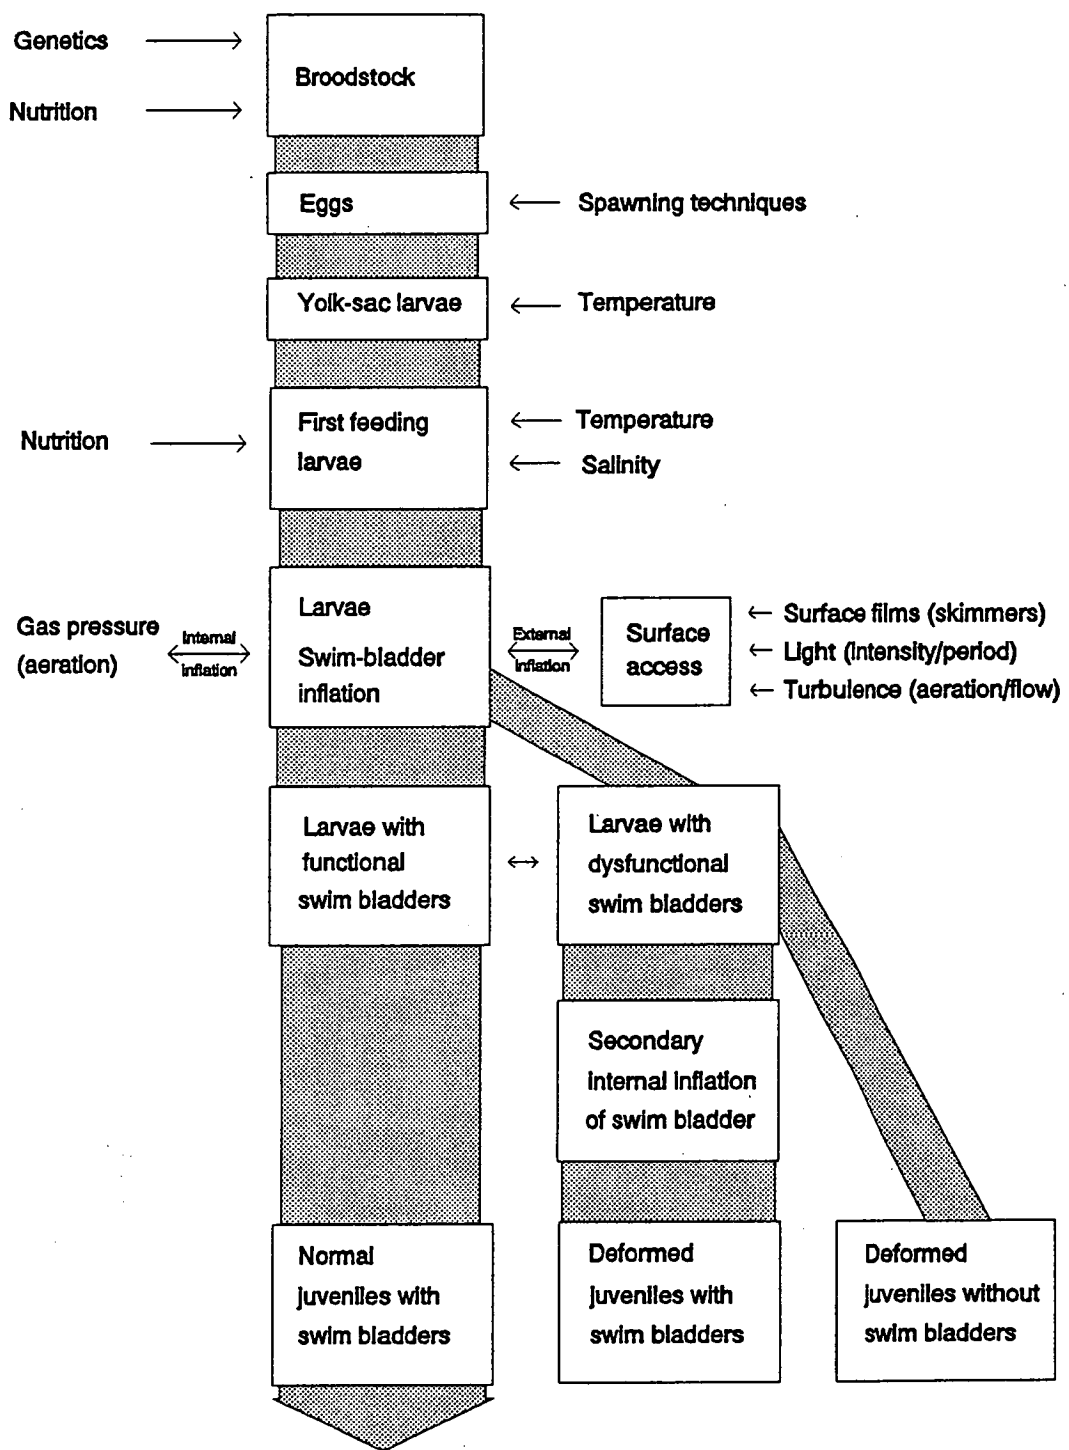 Genetics
Nutrition
Broodstock
Eggs
Spawning techniques
Yolk-sac larvae
Temperature
Nutrition
First feeding
larvae
Temperature
Salinity
Gas pressure
(aeration)
Internal
inflation
Larvae
Swim-bladder
inflation
External
inflation
Surface
access
Surface films (skimmers)
Light (intensity/period)
Turbulence (aeration/flow)
Larvae with
functional
swim bladders
Larvae with
dysfunctional
swim bladders
Secondary
internal inflation
of swim bladder
Normal
juveniles with
swim bladders
Deformed
juveniles with
swim bladders
Deformed
juveniles without
swim bladders